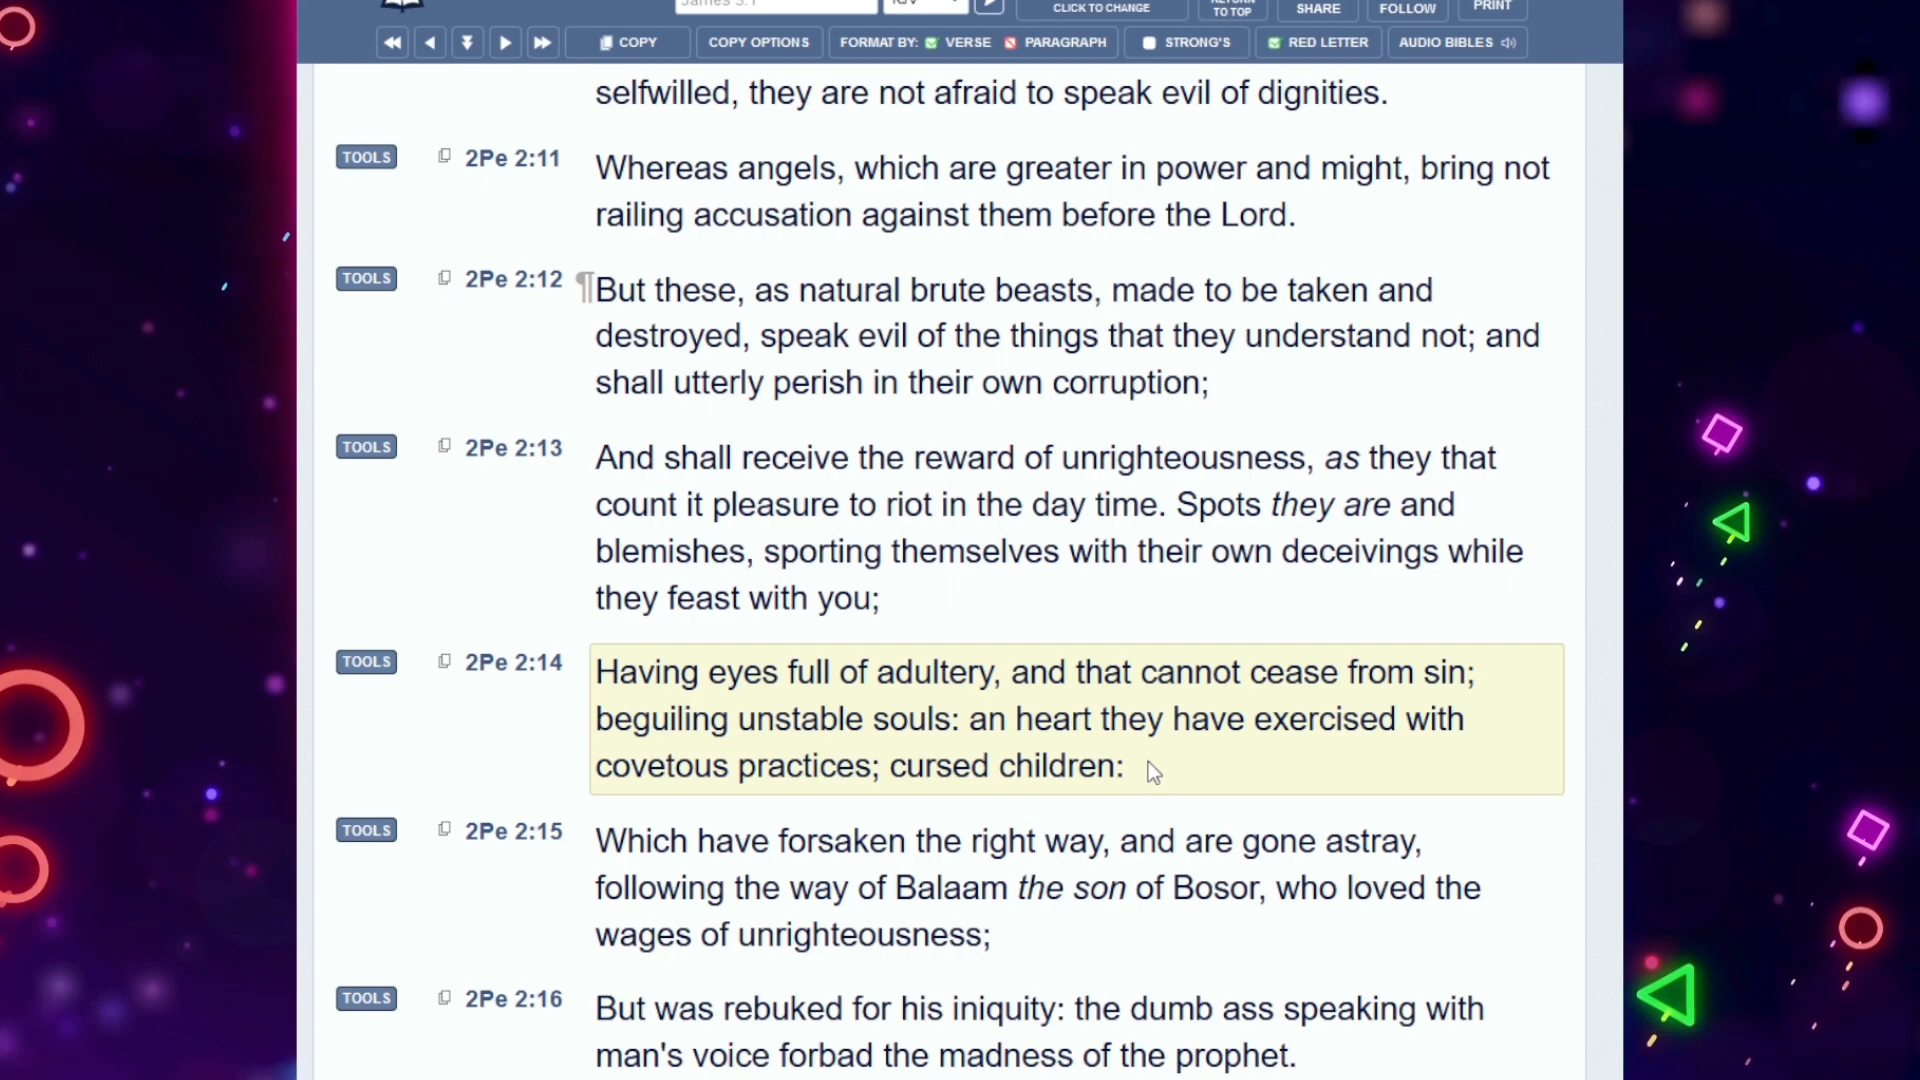 CLICK TO CHANGE
TO TOP
SHARE
FOLLOW
PRINT
COPY
COPY OPTIONS
FORMAT BY: VERSE PARAGRAPH
STRONG'S
RED LETTER
AUDIO BIBLES
selfwilled, they are not afraid to speak evil of dignities.
TOOLS 2Pe 2:11 Whereas angels, which are greater in power and might, bring not
railing accusation against them before the Lord.
TOOLS 2Pe 2:12 ¶But these, as natural brute beasts, made to be taken and
destroyed, speak evil of the things that they understand not; and
shall utterly perish in their own corruption;
TOOLS 2Pe 2:13 And shall receive the reward of unrighteousness, as they that
count it pleasure to riot in the day time. Spots they are and
blemishes, sporting themselves with their own deceivings while
they feast with you;
TOOLS 2Pe 2:14 Having eyes full of adultery, and that cannot cease from sin;
beguiling unstable souls: an heart they have exercised with
covetous practices; cursed children:
TOOLS 2Pe 2:15 Which have forsaken the right way, and are gone astray,
following the way of Balaam the son of Bosor, who loved the
wages of unrighteousness;
TOOLS 2Pe 2:16 But was rebuked for his iniquity: the dumb ass speaking with
man's voice forbad the madness of the prophet.